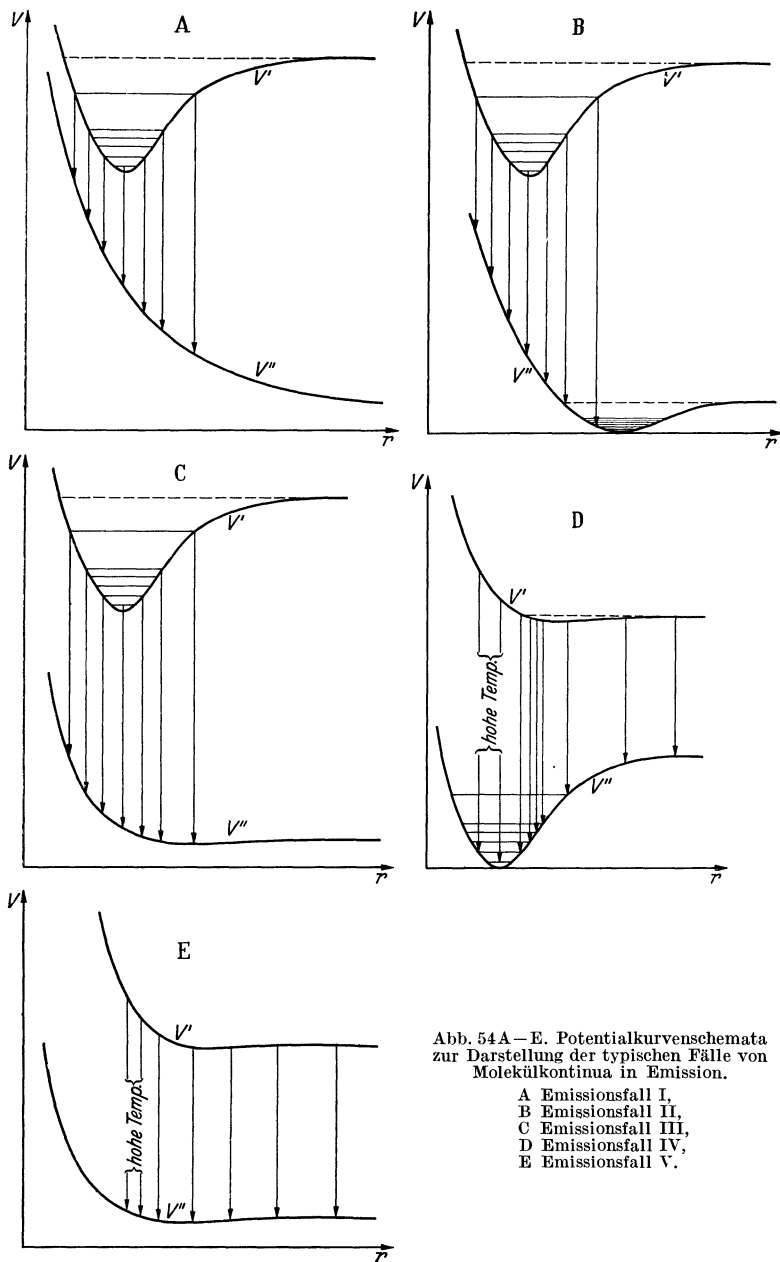 V
A
V'
V"
r
V
B
V'
V"
r
V
C
V'
V"
r
V
D
V'
hohe Temp.
V"
r
V
E
V'
hohe Temp.
V"
r
Abb. 54 A—E. Potentialkurvenschemata
zur Darstellung der typischen Fälle von
Molekülkontinua in Emission.
A Emissionsfall I,
B Emissionsfall II,
C Emissionsfall III,
D Emissionsfall IV,
E Emissionsfall V.